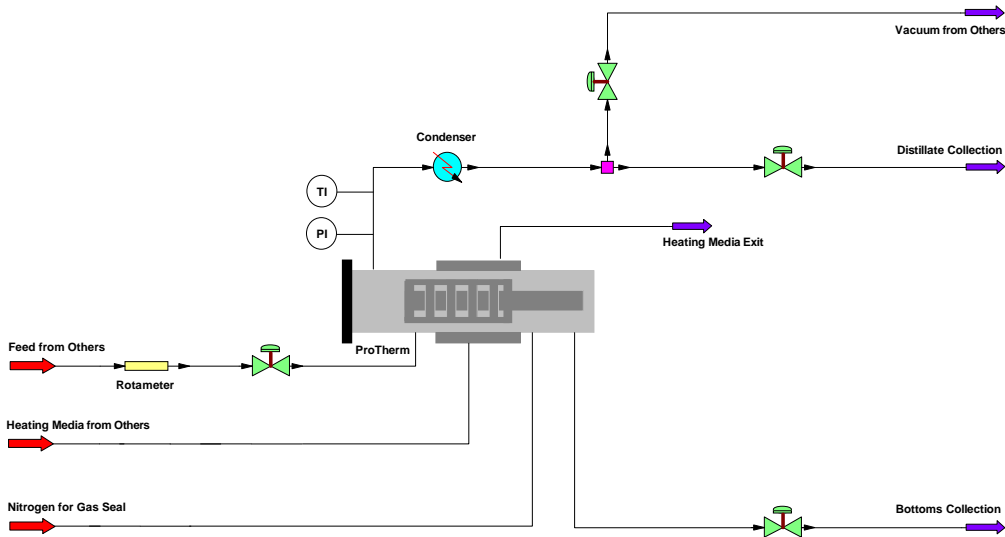 Vacuum from Others
Condenser
Distillate Collection
TI
PI
Heating Media Exit
ProTherm
Feed from Others
Rotameter
Heating Media from Others
Nitrogen for Gas Seal
Bottoms Collection